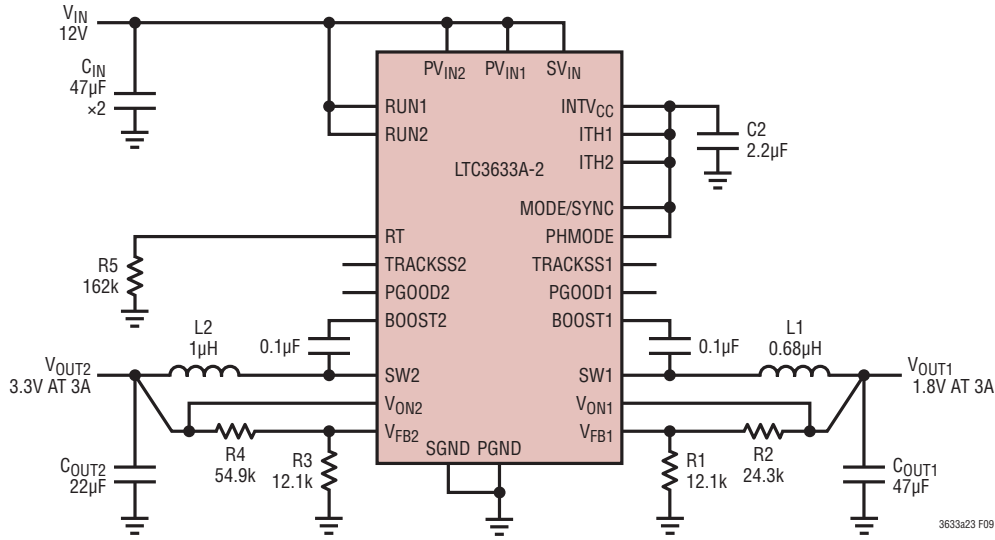 VIN
12V
CIN
47µF
×2
PVIN2
PVIN1
SVIN
RUN1
RUN2
INTVCC
ITH1
ITH2
C2
2.2µF
LTC3633A-2
MODE/SYNC
PHMODE
RT
R5
162k
TRACKSS2
TRACKSS1
PGOOD2
PGOOD1
BOOST2
BOOST1
L2
1µH
0.1µF
0.1µF
L1
0.68µH
VOUT2
3.3V AT 3A
SW2
SW1
VOUT1
1.8V AT 3A
VON2
VON1
VFB2
VFB1
SGND PGND
R4
54.9k
R3
12.1k
R1
12.1k
R2
24.3k
COUT2
22µF
COUT1
47µF
3633a23 F09